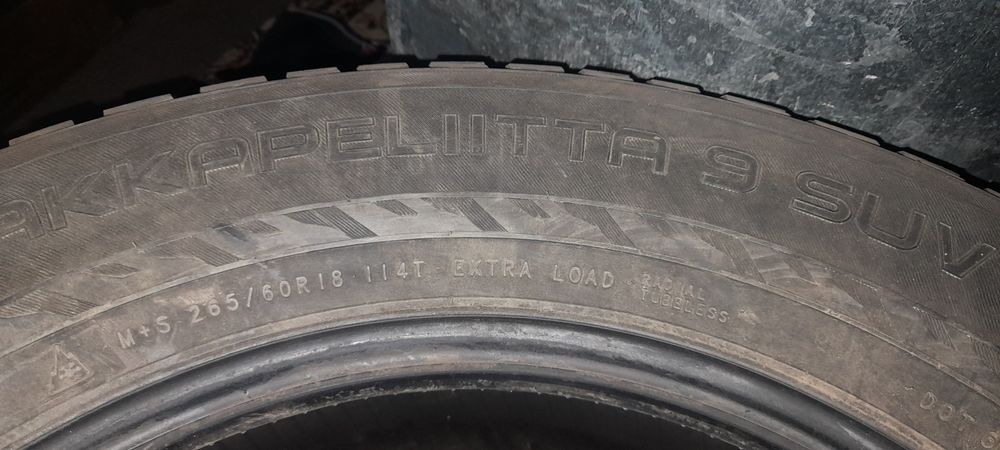 AKKAPELIITTA 9 SUV
M+S 265/60R18 114T EXTRA LOAD RADIAL
TUBELESS
DOT